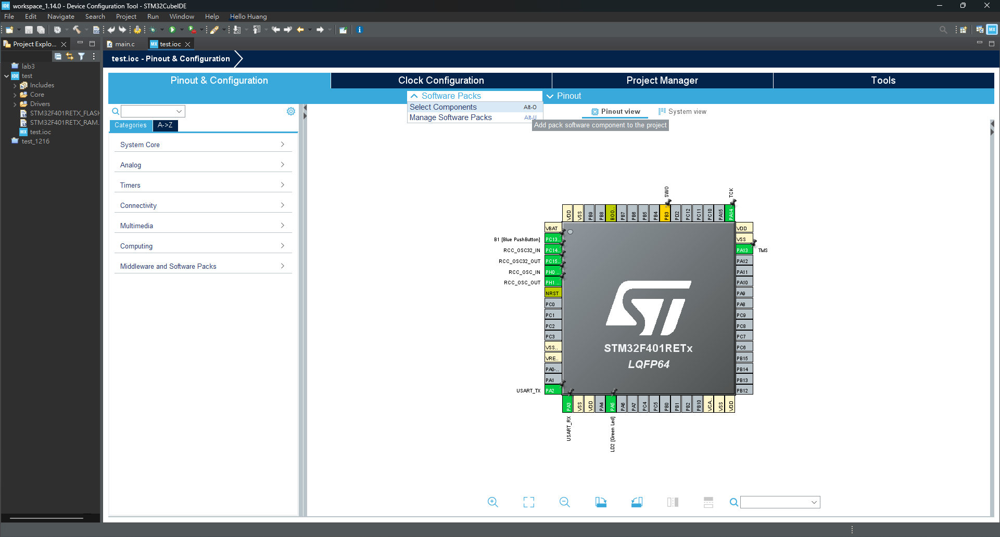 workspace_1.14.0 - Device Configuration Tool - STM32CubeIDE
File Edit Navigate Search Project Run Window Help Hello Huang
Project Explo...
main.c
test.ioc
lab3
test
Includes
Core
Drivers
STM32F401RETX_FLASH
STM32F401RETX_RAM.
test.ioc
test_1216
test.ioc - Pinout & Configuration
Pinout & Configuration
Clock Configuration
Project Manager
Tools
Software Packs
Pinout
Select Components Alt-O
Manage Software Packs Alt-U
Add pack software component to the project
Pinout view
System view
Categories
A->Z
System Core
Analog
Timers
Connectivity
Multimedia
Computing
Middleware and Software Packs
SWO
TCK
VDD
VSS
PB9
PB8
BOO..
PB7
PB6
PB5
PB4
PB3
PD2
PC12
PC11
PC10
PA15
PA14.
VBAT
B1 [Blue PushButton] PC13..
RCC_OSC32_IN PC14..
RCC_OSC32_OUT PC15..
RCC_OSC_IN PH0 ..
RCC_OSC_OUT PH1 ..
NRST
PC0
PC1
PC2
PC3
VSS..
VRE..
PA0-..
PA1
USART_TX PA2
VDD
VSS
PA13 TMS
PA12
PA11
PA10
PA9
PA8
PC9
PC8
PC7
PC6
PB15
PB14
PB13
PB12
ST
STM32F401RETx
LQFP64
PA3
VSS
VDD
PA4
PA5
PA6
PA7
PC4
PC5
PB0
PB1
PB2
PB10
VCA..
VSS
VDD
USART_RX
LD2 [Green Led]